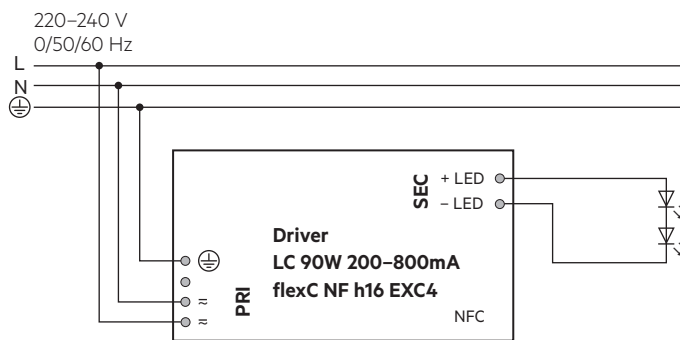 220–240 V
0/50/60 Hz
L
N
+ LED
SEC
– LED
Driver
LC 90W 200–800mA
flexC NF h16 EXC4
PRI
≈
≈
NFC